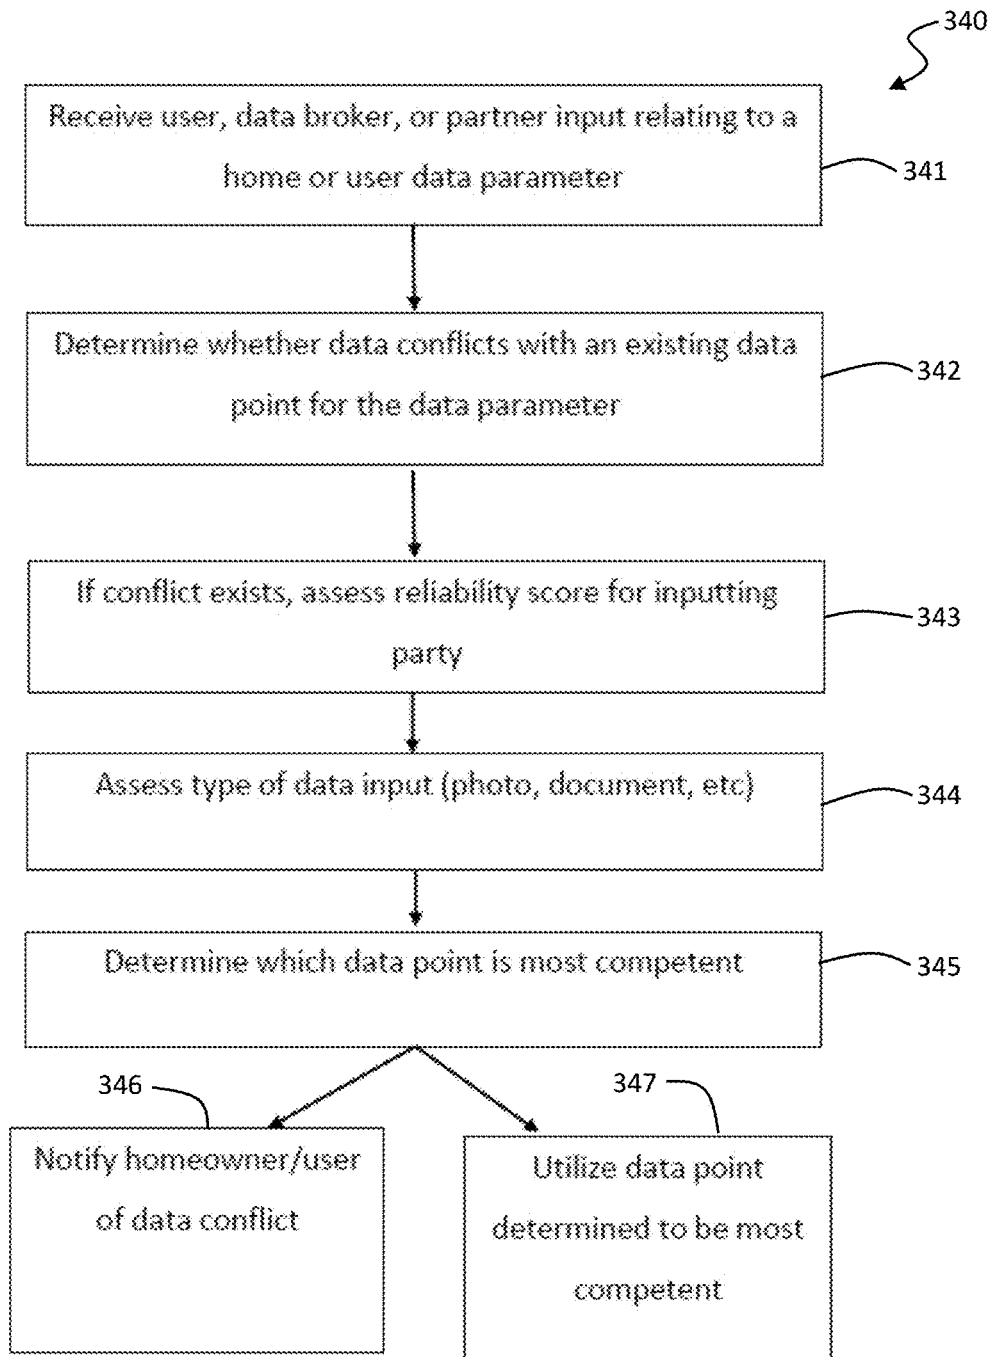 340
Receive user, data broker, or partner input relating to a
home or user data parameter
341
Determine whether data conflicts with an existing data
point for the data parameter
342
If conflict exists, assess reliability score for inputting
party
343
Assess type of data input (photo, document, etc)
344
Determine which data point is most competent
345
346
Notify homeowner/user
of data conflict
347
Utilize data point
determined to be most
competent